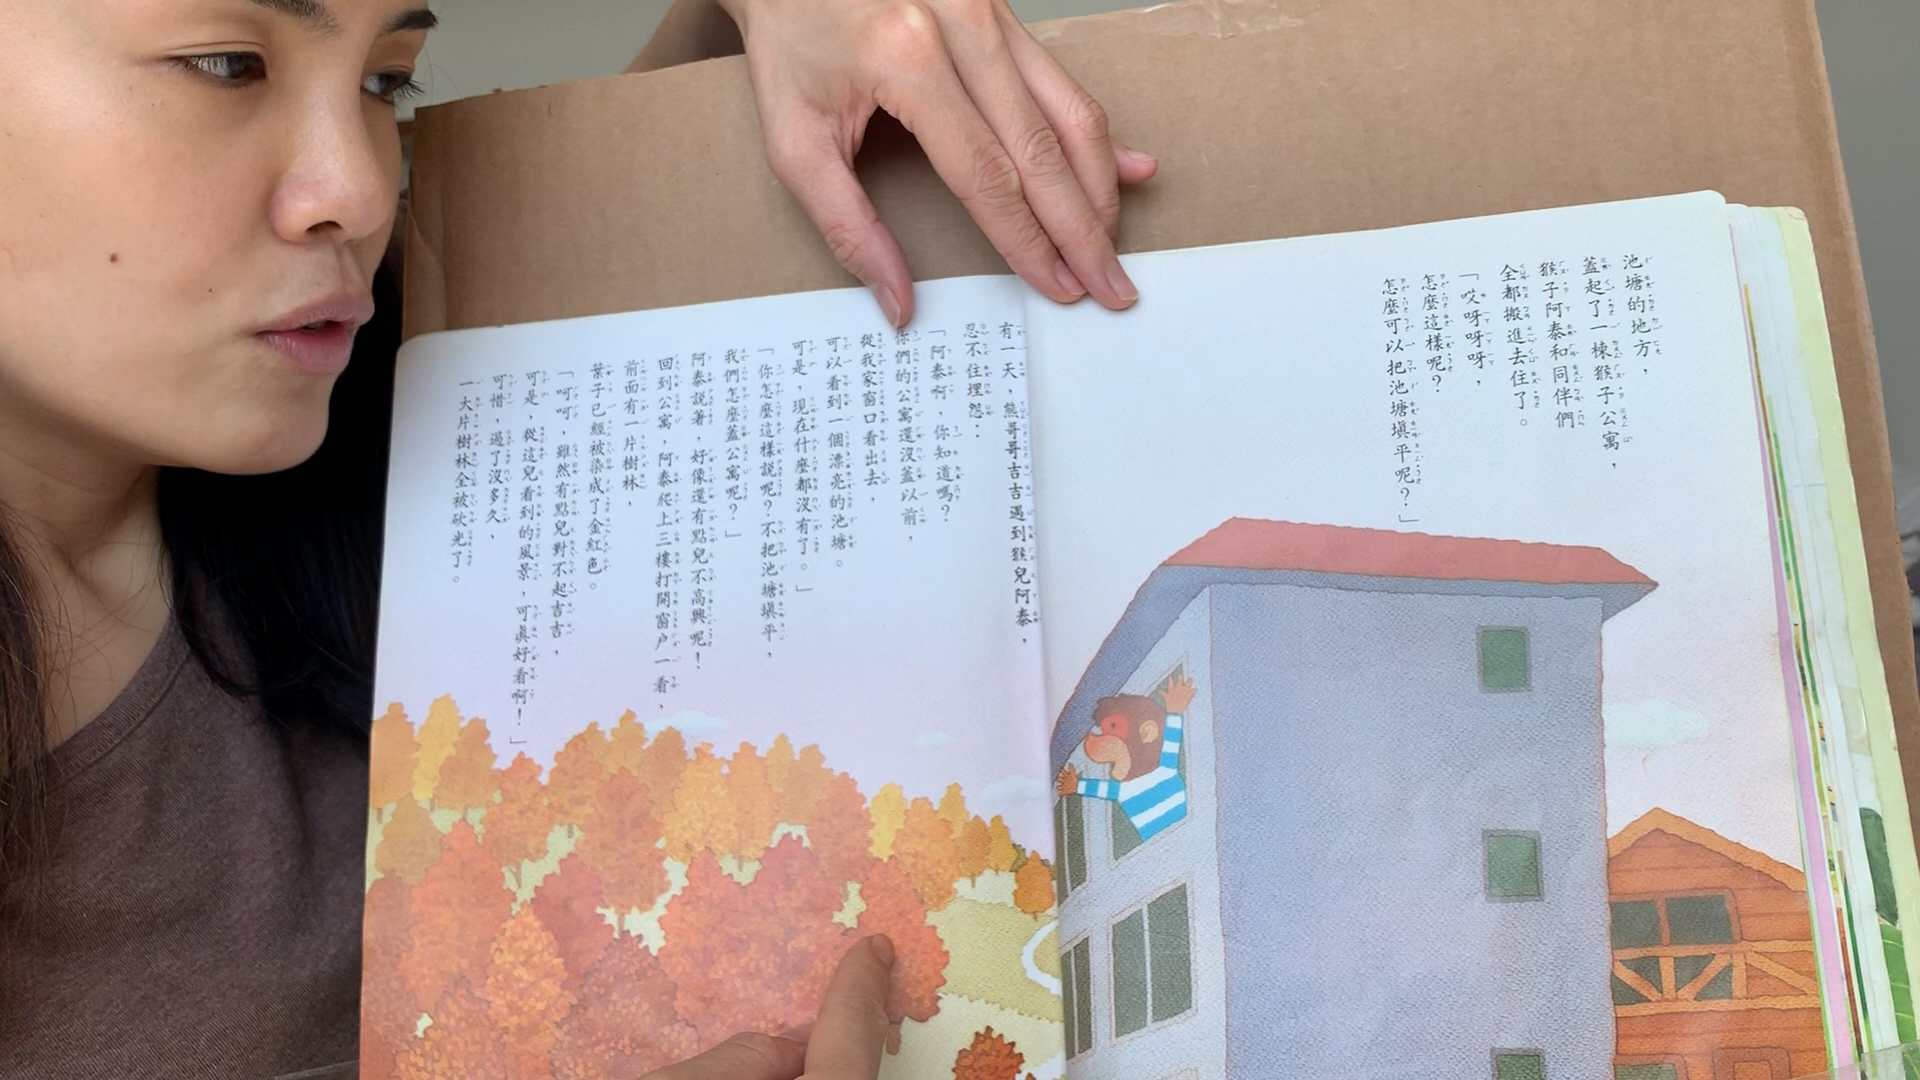 池塘的地方，
蓋起了一棟猴子公寓，
猴子阿泰和同伴們
全都搬進去住了。
「哎呀呀呀，
怎麼這樣呢？
怎麼可以把池塘填平呢？」
有一天，熊哥哥吉吉遇到猴兒阿泰，
忍不住埋怨：
「阿泰啊，你知道嗎？
你們的公寓還沒蓋以前，
從我家窗口看出去，
可以看到一個漂亮的池塘。
可是，現在什麼都沒有了。」
「你怎麼這樣說呢？不把池塘填平，
我們怎麼蓋公寓呢？」
阿泰說著，好像還有點兒不高興呢！
回到公寓，阿泰爬上三樓打開窗戶一看，
前面有一片樹林，
葉子已經被染成了金紅色。
「呵呵，雖然有點兒對不起吉吉，
可是，從這兒看到的風景，可真好看啊！」
可惜，過了沒多久，
一大片樹林全被砍光了。